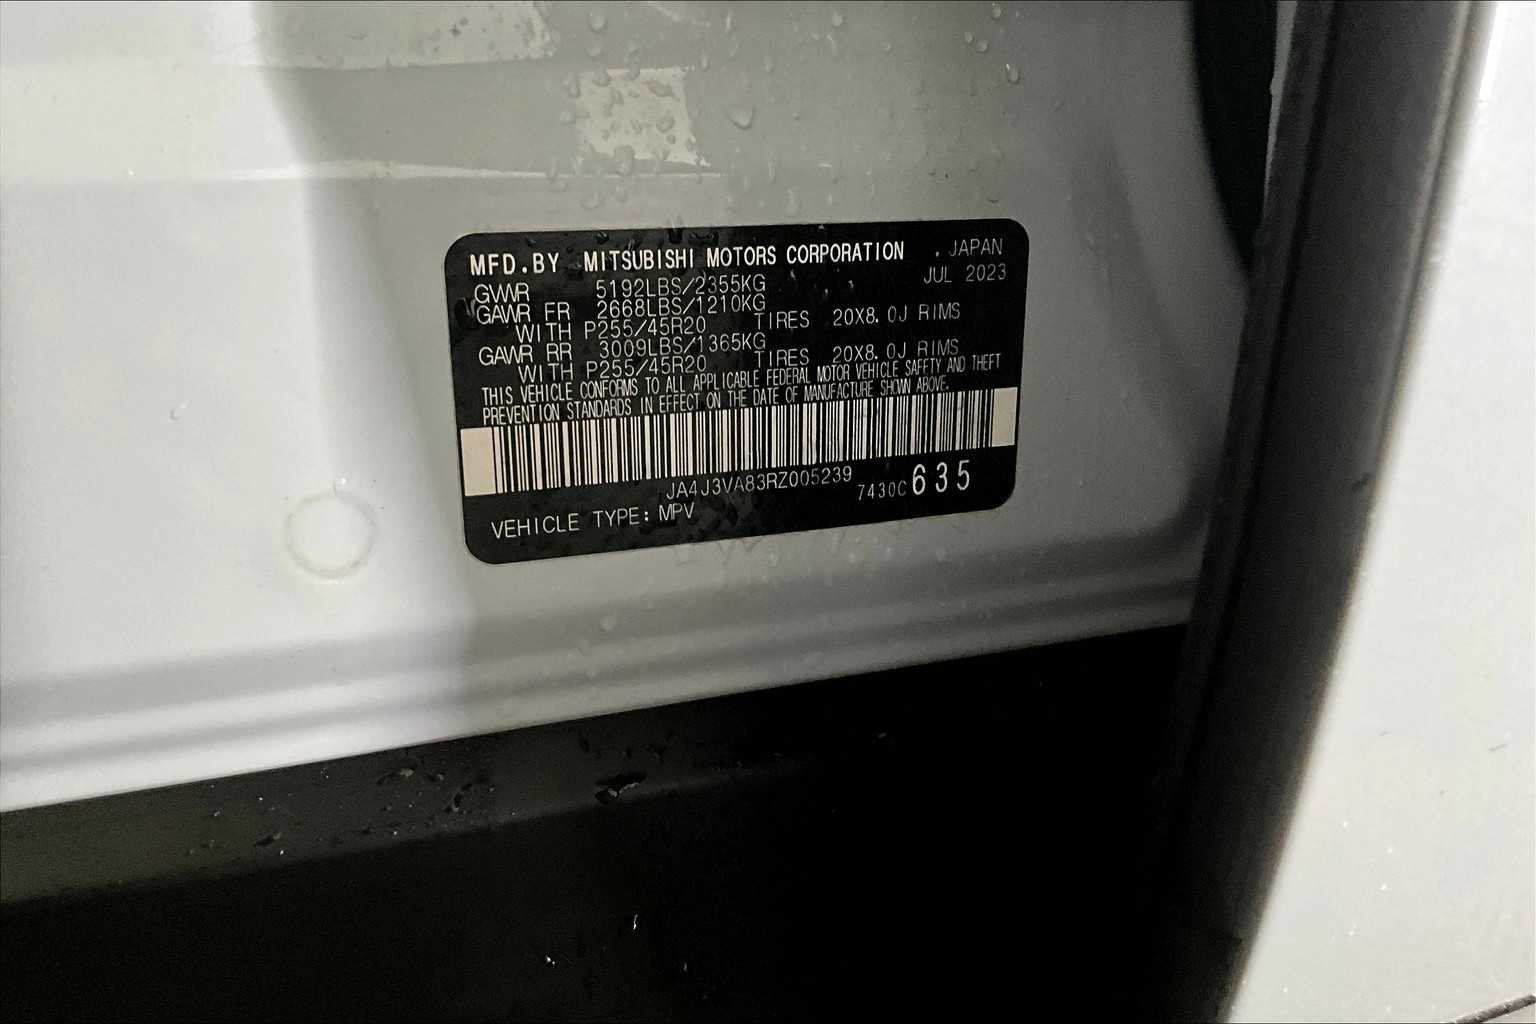 MFD.BY MITSUBISHI MOTORS CORPORATION . JAPAN
JUL 2023
GVWR 5192LBS/2355KG
GAWR FR 2668LBS/1210KG
WITH P255/45R20 TIRES 20X8.0J RIMS
GAWR RR 3009LBS/1365KG
WITH P255/45R20 TIRES 20X8.0J RIMS
THIS VEHICLE CONFORMS TO ALL APPLICABLE FEDERAL MOTOR VEHICLE SAFETY AND THEFT
PREVENTION STANDARDS IN EFFECT ON THE DATE OF MANUFACTURE SHOWN ABOVE.
JA4J3VA83RZ005239 7430C 635
VEHICLE TYPE: MPV